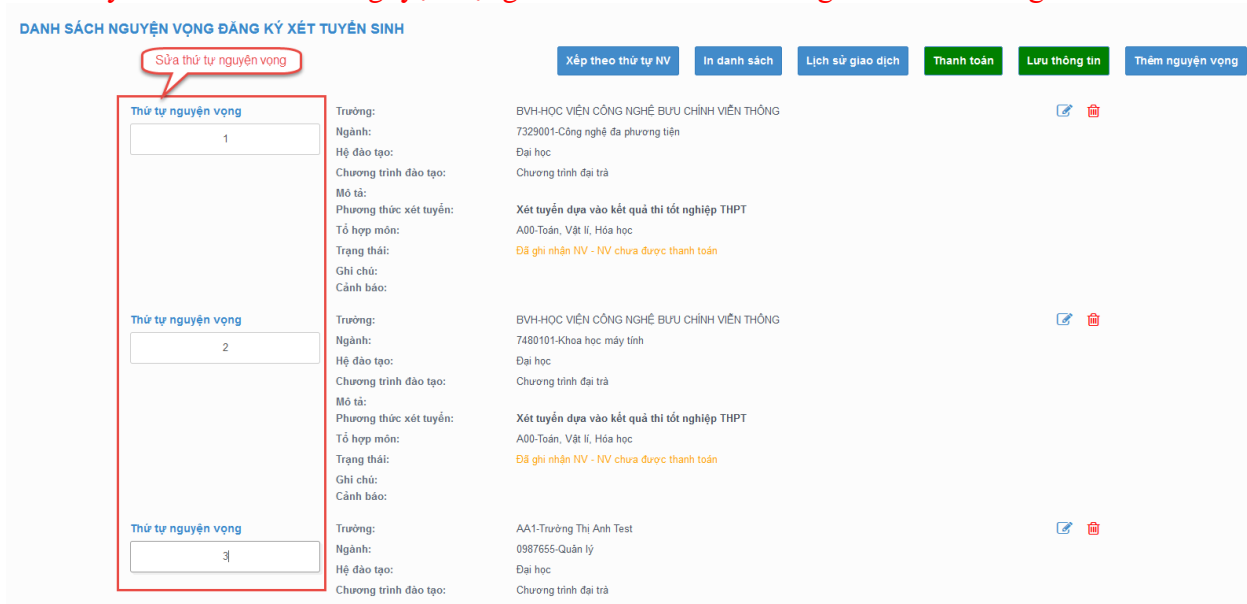 DANH SÁCH NGUYỆN VỌNG ĐĂNG KÝ XÉT TUYỂN SINH
Sửa thứ tự nguyện vọng
Xếp theo thứ tự NV In danh sách Lịch sử giao dịch Thanh toán Lưu thông tin Thêm nguyện vọng
Thứ tự nguyện vọng Trường: BVH-HỌC VIỆN CÔNG NGHỆ BƯU CHÍNH VIỄN THÔNG
1 Ngành: 7329001-Công nghệ đa phương tiện
Hệ đào tạo: Đại học
Chương trình đào tạo: Chương trình đại trà
Mô tả:
Phương thức xét tuyển: Xét tuyển dựa vào kết quả thi tốt nghiệp THPT
Tổ hợp môn: A00-Toán, Vật lí, Hóa học
Trạng thái: Đã ghi nhận NV - NV chưa được thanh toán
Ghi chú:
Cảnh báo:
Thứ tự nguyện vọng Trường: BVH-HỌC VIỆN CÔNG NGHỆ BƯU CHÍNH VIỄN THÔNG
2 Ngành: 7480101-Khoa học máy tính
Hệ đào tạo: Đại học
Chương trình đào tạo: Chương trình đại trà
Mô tả:
Phương thức xét tuyển: Xét tuyển dựa vào kết quả thi tốt nghiệp THPT
Tổ hợp môn: A00-Toán, Vật lí, Hóa học
Trạng thái: Đã ghi nhận NV - NV chưa được thanh toán
Ghi chú:
Cảnh báo:
Thứ tự nguyện vọng Trường: AA1-Trường Thị Anh Test
3 Ngành: 0987655-Quản lý
Hệ đào tạo: Đại học
Chương trình đào tạo: Chương trình đại trà